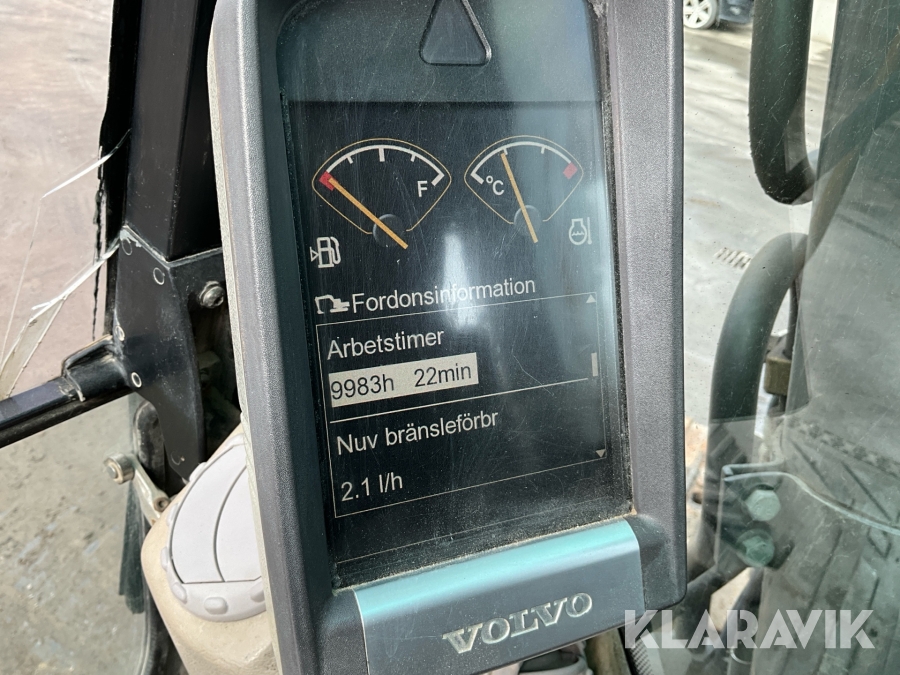 F
°C
Fordonsinformation
Arbetstimer
9983h 22min
Nuv bränsleförbr
2.1 l/h
VOLVO
KLARAVIK